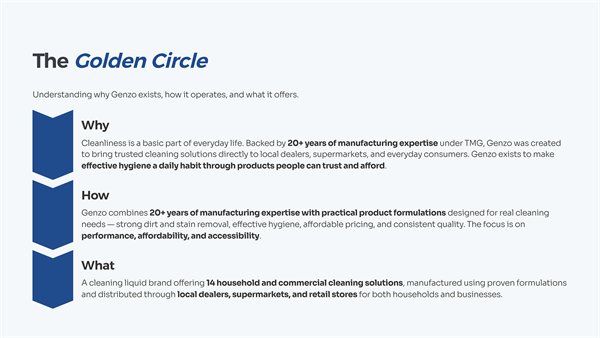 The Golden Circle
Understanding why Genzo exists, how it operates, and what it offers.
Why
Cleanliness is a basic part of everyday life. Backed by 20+ years of manufacturing expertise under TMG, Genzo was created
to bring trusted cleaning solutions directly to local dealers, supermarkets, and everyday consumers. Genzo exists to make
effective hygiene a daily habit through products people can trust and afford.
How
Genzo combines 20+ years of manufacturing expertise with practical product formulations designed for real cleaning
needs — strong dirt and stain removal, effective hygiene, affordable pricing, and consistent quality. The focus is on
performance, affordability, and accessibility.
What
A cleaning liquid brand offering 14 household and commercial cleaning solutions, manufactured using proven formulations
and distributed through local dealers, supermarkets, and retail stores for both households and businesses.